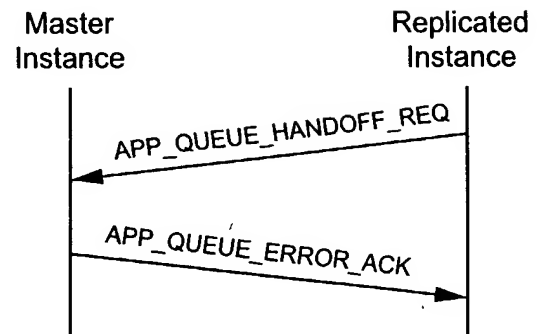 Master
Instance
Replicated
Instance
APP_QUEUE_HANDOFF_REQ
APP_QUEUE_ERROR_ACK